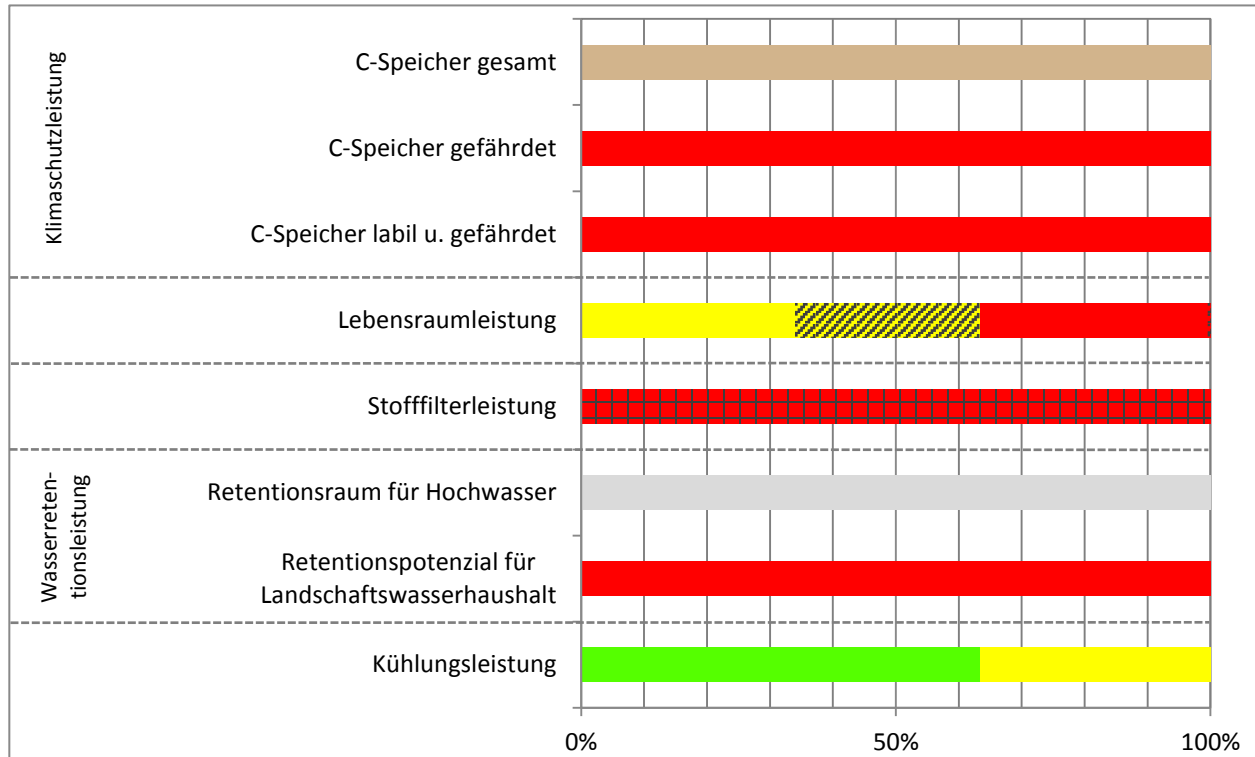 Klimaschutzleistung
C-Speicher gesamt
C-Speicher gefährdet
C-Speicher labil u. gefährdet
Lebensraumleistung
Stofffilterleistung
Wasserreten-
tionsleistung
Retentionsraum für Hochwasser
Retentionspotenzial für
Landschaftswasserhaushalt
Kühlungsleistung
0%
50%
100%